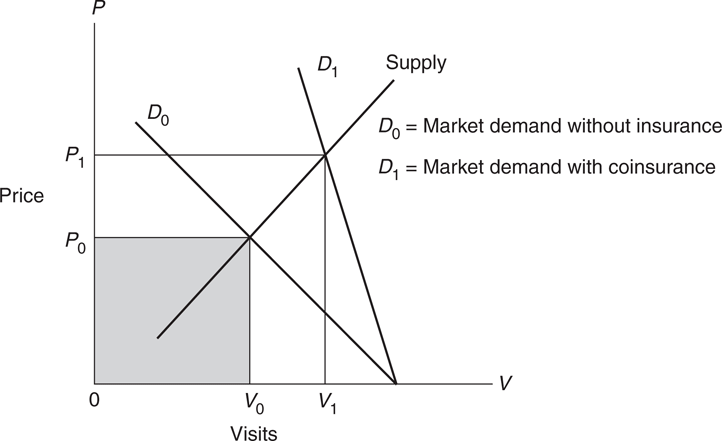 P
D1
Supply
D0
D0 = Market demand without insurance
P1
D1 = Market demand with coinsurance
Price
P0
0
V0
V1
V
Visits